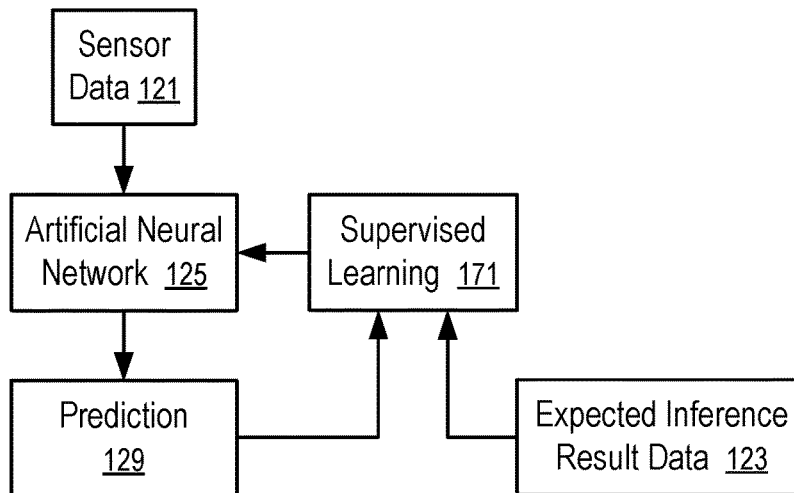 Sensor
Data 121
Artificial Neural
Network 125
Supervised
Learning 171
Prediction
129
Expected Inference
Result Data 123